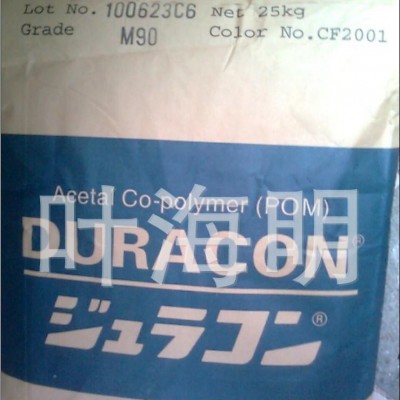 Lot No. 100623C6 Net 25kg
Grade M90 Color No.CF2001
Acetal Co-polymer (POM)
DURACON®
ジュラコン®
叶海明